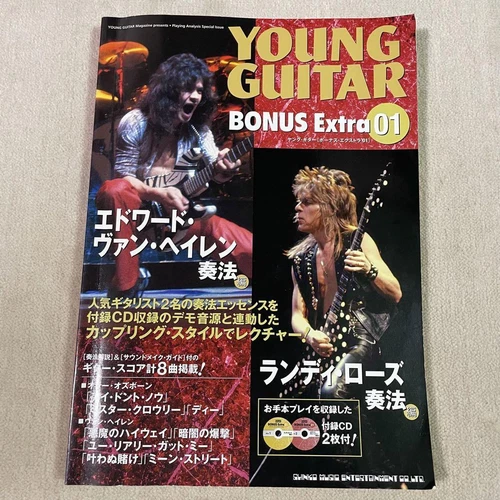 YOUNG GUITAR Magazine presents • Playing Analysis Special Issue
YOUNG
GUITAR
BONUS Extra 01
ヤング・ギター[ボーナス・エクストラ'01]
エドワード・
ヴァン・ヘイレン
奏法編
人気ギタリスト2名の奏法エッセンスを
付録CD収録のデモ音源と連動した
カップリング・スタイルでレクチャー!
[奏法解説]&[サウンドメイク・ガイド]付の
ギター・スコア計8曲掲載!
■オジー・オズボーン
「アイ・ドント・ノウ」
「ミスター・クロウリー」「ディー」
■ヴァン・ヘイレン
「悪魔のハイウェイ」「暗闇の爆撃」
「ユー・リアリー・ガット・ミー」
「叶わぬ賭け」「ミーン・ストリート」
ランディ・ローズ
奏法編
お手本プレイを収録した
付録CD
2枚付!
SHINKO MUSIC ENTERTAINMENT CO.,LTD.